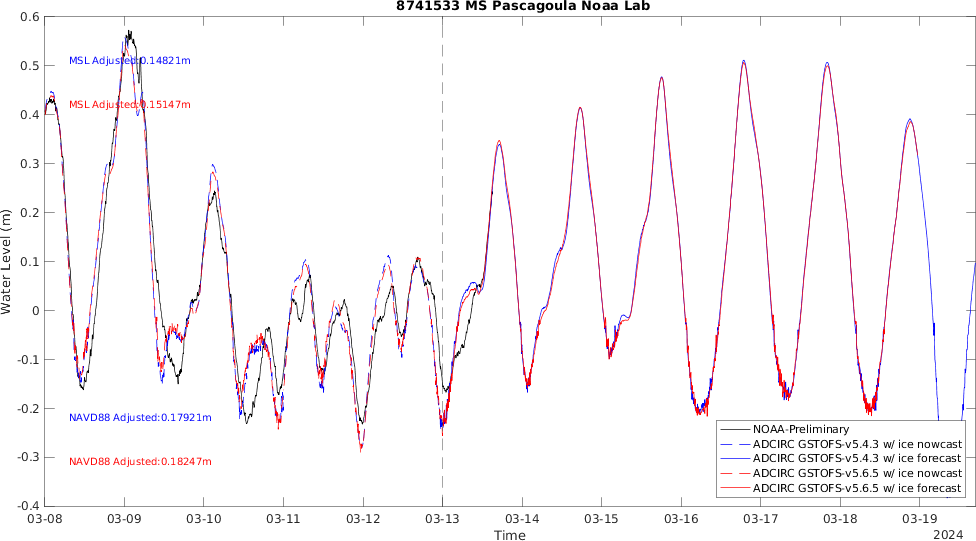 8741533 MS Pascagoula Noaa Lab
0.6
0.5
0.4
0.3
0.2
0.1
0
-0.1
-0.2
-0.3
-0.4
Water Level (m)
MSL Adjusted:0.14821m
MSL Adjusted:0.15147m
NAVD88 Adjusted:0.17921m
NAVD88 Adjusted:0.18247m
NOAA-Preliminary
ADCIRC GSTOFS-v5.4.3 w/ ice nowcast
ADCIRC GSTOFS-v5.4.3 w/ ice forecast
ADCIRC GSTOFS-v5.6.5 w/ ice nowcast
ADCIRC GSTOFS-v5.6.5 w/ ice forecast
03-08 03-09 03-10 03-11 03-12 03-13 03-14 03-15 03-16 03-17 03-18 03-19
Time
2024